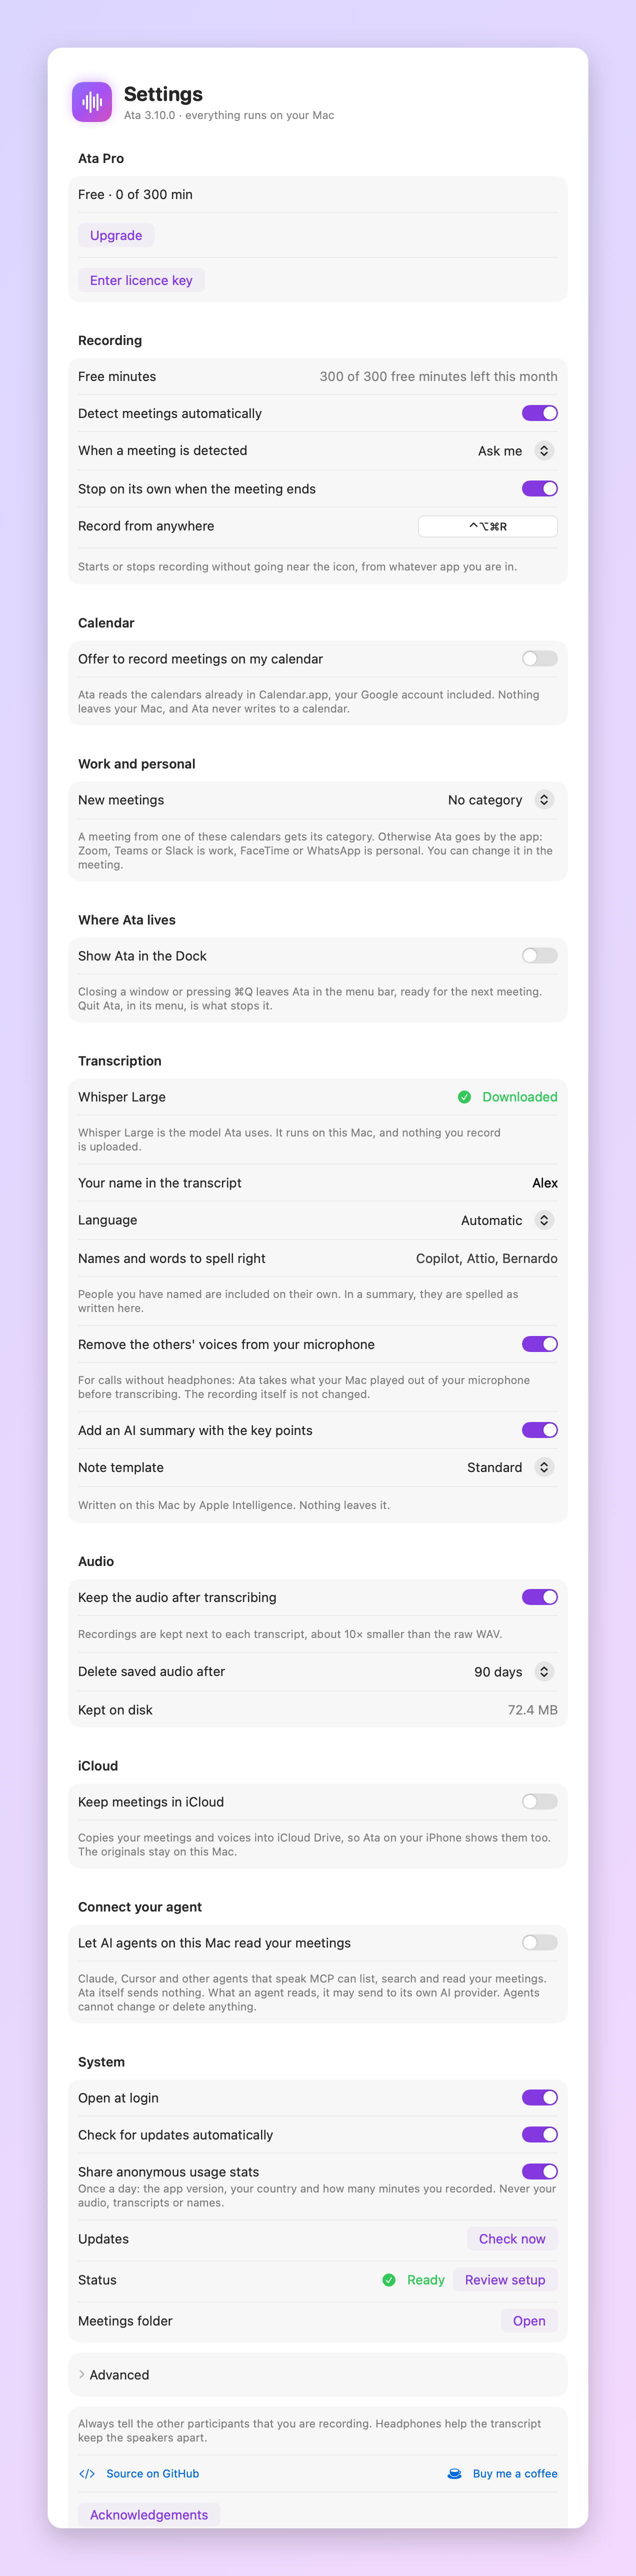 Settings
Ata 3.10.0 · everything runs on your Mac
Ata Pro
Free · 0 of 300 min
Upgrade
Enter licence key
Recording
Free minutes 300 of 300 free minutes left this month
Detect meetings automatically
When a meeting is detected Ask me
Stop on its own when the meeting ends
Record from anywhere ^⌥⌘R
Starts or stops recording without going near the icon, from whatever app you are in.
Calendar
Offer to record meetings on my calendar
Ata reads the calendars already in Calendar.app, your Google account included. Nothing
leaves your Mac, and Ata never writes to a calendar.
Work and personal
New meetings No category
A meeting from one of these calendars gets its category. Otherwise Ata goes by the app:
Zoom, Teams or Slack is work, FaceTime or WhatsApp is personal. You can change it in the
meeting.
Where Ata lives
Show Ata in the Dock
Closing a window or pressing ⌘Q leaves Ata in the menu bar, ready for the next meeting.
Quit Ata, in its menu, is what stops it.
Transcription
Whisper Large Downloaded
Whisper Large is the model Ata uses. It runs on this Mac, and nothing you record
is uploaded.
Your name in the transcript Alex
Language Automatic
Names and words to spell right Copilot, Attio, Bernardo
People you have named are included on their own. In a summary, they are spelled as
written here.
Remove the others' voices from your microphone
For calls without headphones: Ata takes what your Mac played out of your microphone
before transcribing. The recording itself is not changed.
Add an AI summary with the key points
Note template Standard
Written on this Mac by Apple Intelligence. Nothing leaves it.
Audio
Keep the audio after transcribing
Recordings are kept next to each transcript, about 10× smaller than the raw WAV.
Delete saved audio after 90 days
Kept on disk 72.4 MB
iCloud
Keep meetings in iCloud
Copies your meetings and voices into iCloud Drive, so Ata on your iPhone shows them too.
The originals stay on this Mac.
Connect your agent
Let AI agents on this Mac read your meetings
Claude, Cursor and other agents that speak MCP can list, search and read your meetings.
Ata itself sends nothing. What an agent reads, it may send to its own AI provider. Agents
cannot change or delete anything.
System
Open at login
Check for updates automatically
Share anonymous usage stats
Once a day: the app version, your country and how many minutes you recorded. Never your
audio, transcripts or names.
Updates Check now
Status Ready Review setup
Meetings folder Open
Advanced
Always tell the other participants that you are recording. Headphones help the transcript
keep the speakers apart.
</> Source on GitHub Buy me a coffee
Acknowledgements